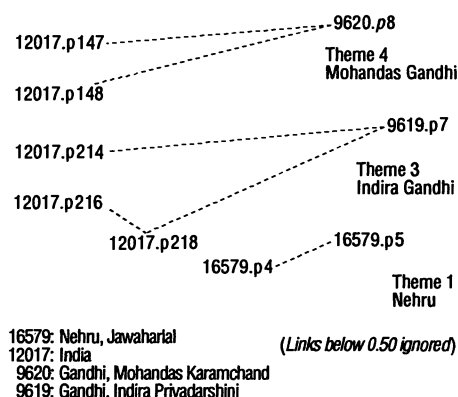 12017.p147
9620.p8
Theme 4
Mohandas Gandhi
12017.p148
12017.p214
9619.p7
Theme 3
Indira Gandhi
12017.p216
12017.p218
16579.p4
16579.p5
Theme 1
Nehru
16579: Nehru, Jawaharlal
12017: India
(Links below 0.50 ignored)
9620: Gandhi, Mohandas Karamchand
9619: Gandhi, Indira Priyadarshini